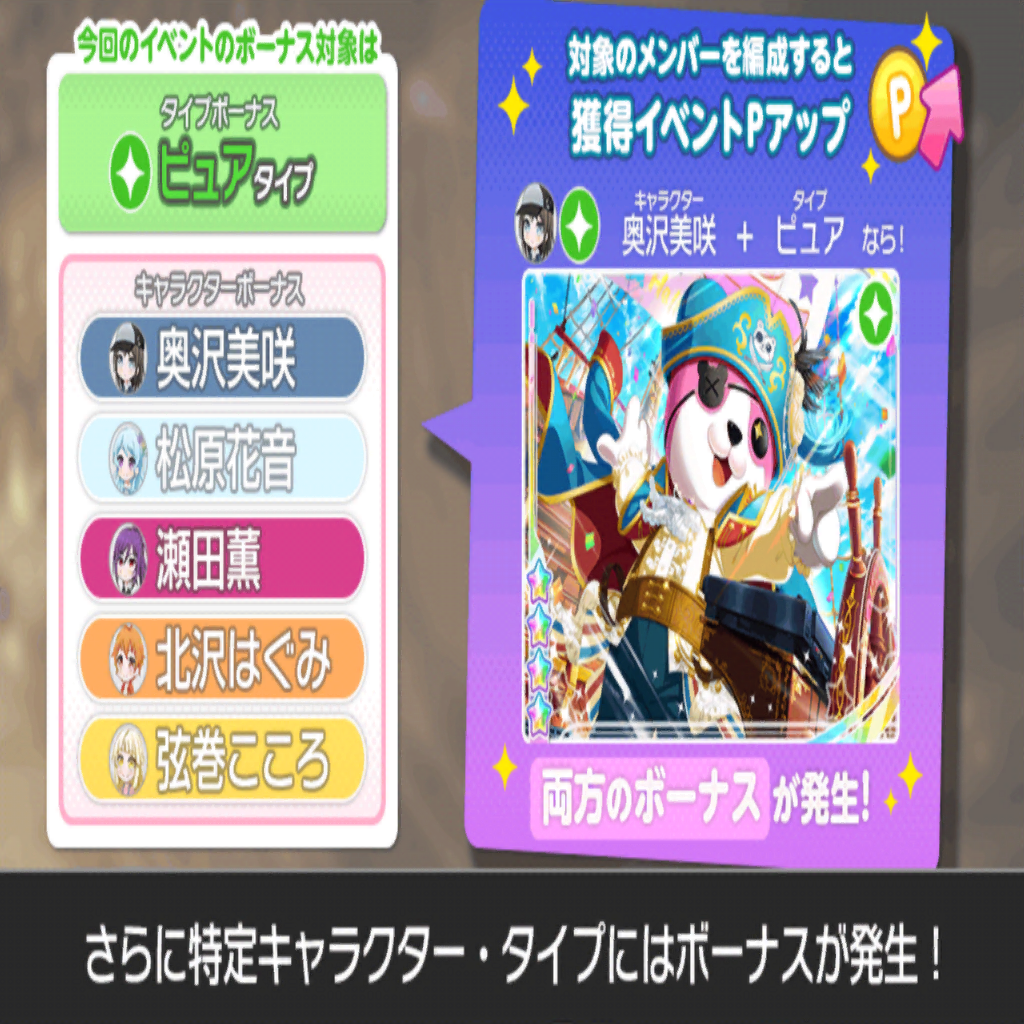 今回のイベントのボーナス対象は
タイプボーナス
ピュアタイプ
キャラクターボーナス
奥沢美咲
松原花音
瀬田薫
北沢はぐみ
弦巻こころ
対象のメンバーを編成すると
獲得イベントPアップ
P
キャラクター タイプ
奥沢美咲 + ピュア なら!
両方のボーナスが発生!
さらに特定キャラクター・タイプにはボーナスが発生！